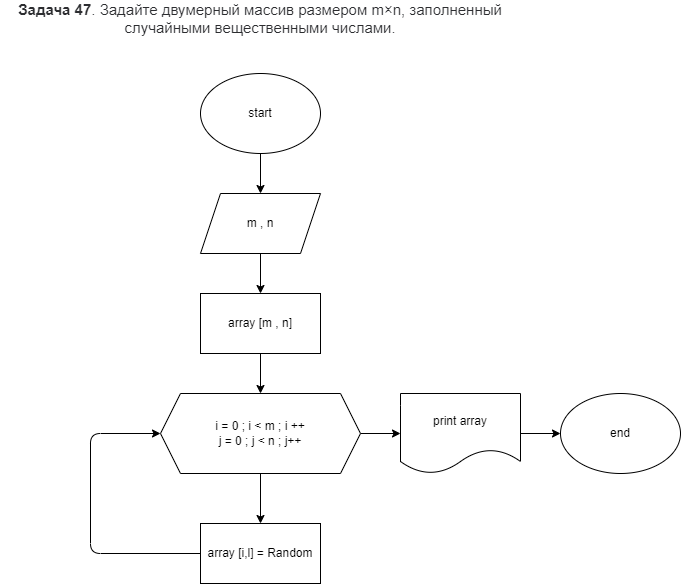 Задача 47. Задайте двумерный массив размером m×n, заполненный
случайными вещественными числами.
start
m , n
array [m , n]
i = 0 ; i < m ; i ++
j = 0 ; j < n ; j++
print array
end
array [i,l] = Random